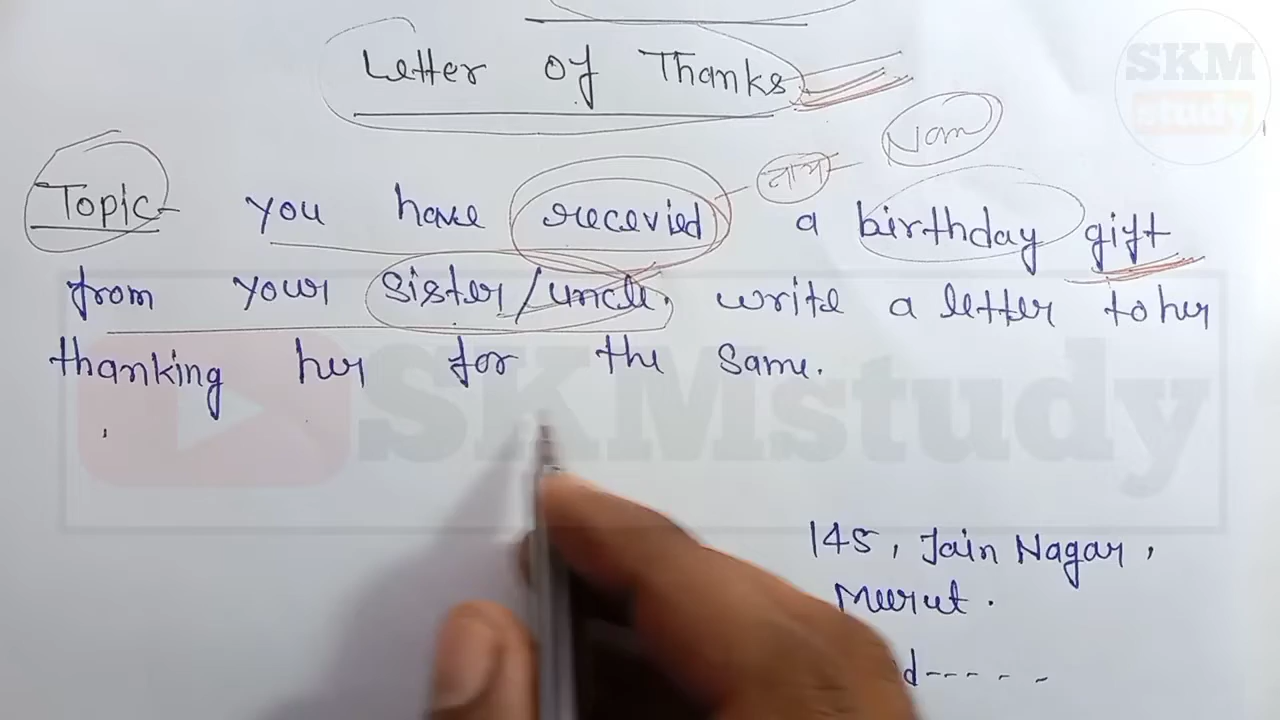 Letter of Thanks
Nam
Topic- you have recevied a birthday gift
from your sister/uncle. write a letter to her
thanking her for the same.
145, Jain Nagar,
Meerut.
d-----
SKM
study
SKMstudy